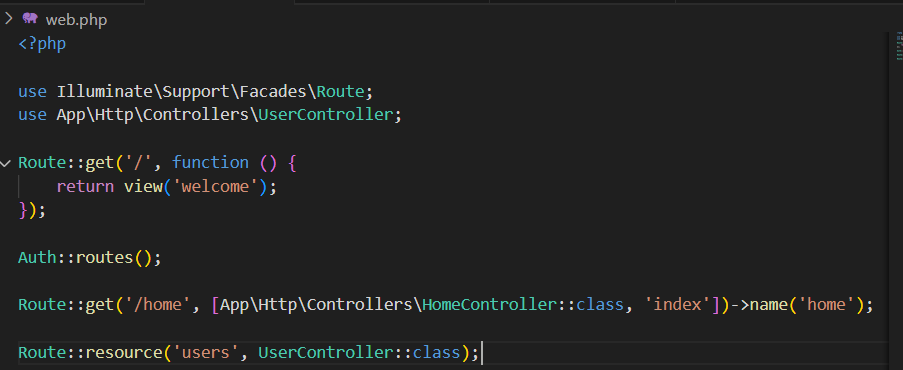 web.php
<?php
use Illuminate\Support\Facades\Route;
use App\Http\Controllers\UserController;
Route::get('/', function () {
    return view('welcome');
});
Auth::routes();
Route::get('/home', [App\Http\Controllers\HomeController::class, 'index'])->name('home');
Route::resource('users', UserController::class);